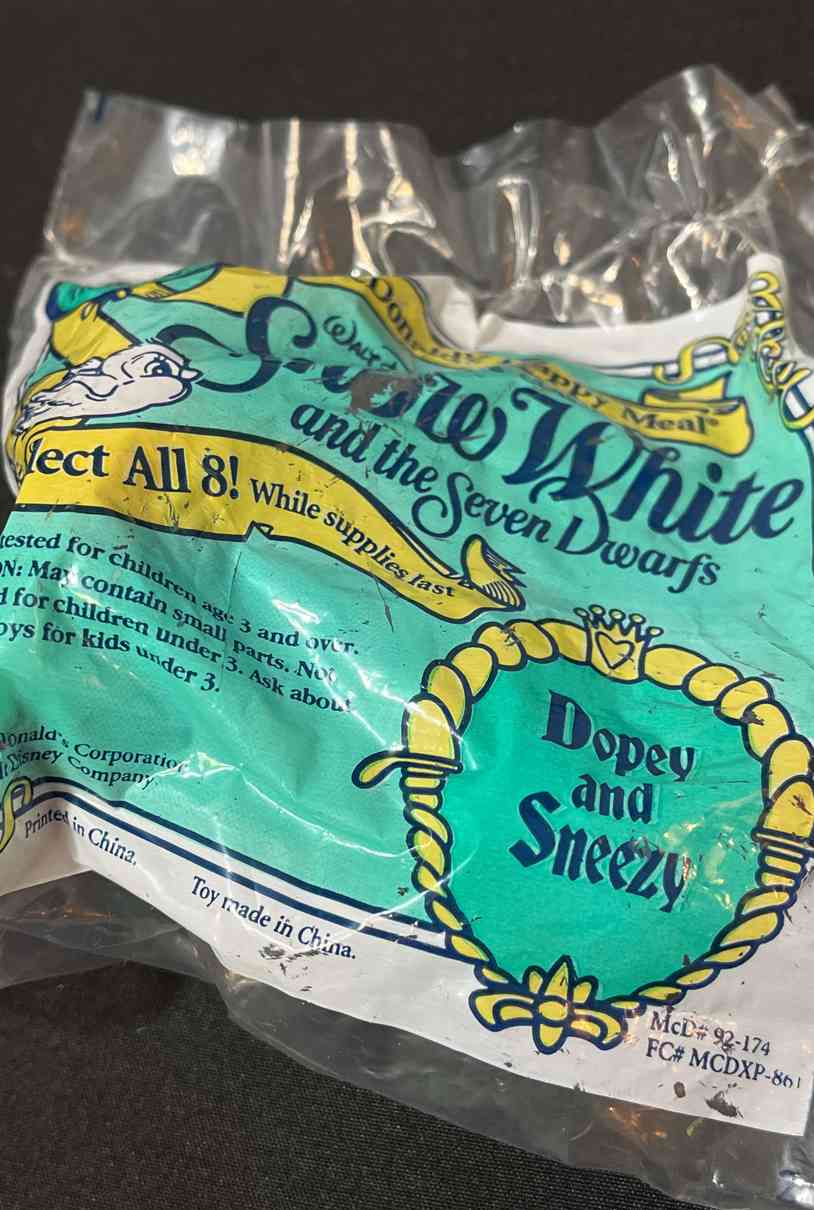 Donald's Happy Meal®
WALT
Snow White
and the Seven Dwarfs
lect All 8! While supplies last
tested for children age 3 and over.
ON: May contain small parts. Not
d for children under 3. Ask about
oys for kids under 3.
Donald's Corporation
t Disney Company.
Printed in China.
Toy made in China.
Dopey
and
Sneezy
McD# 92-174
FC# MCDXP-861